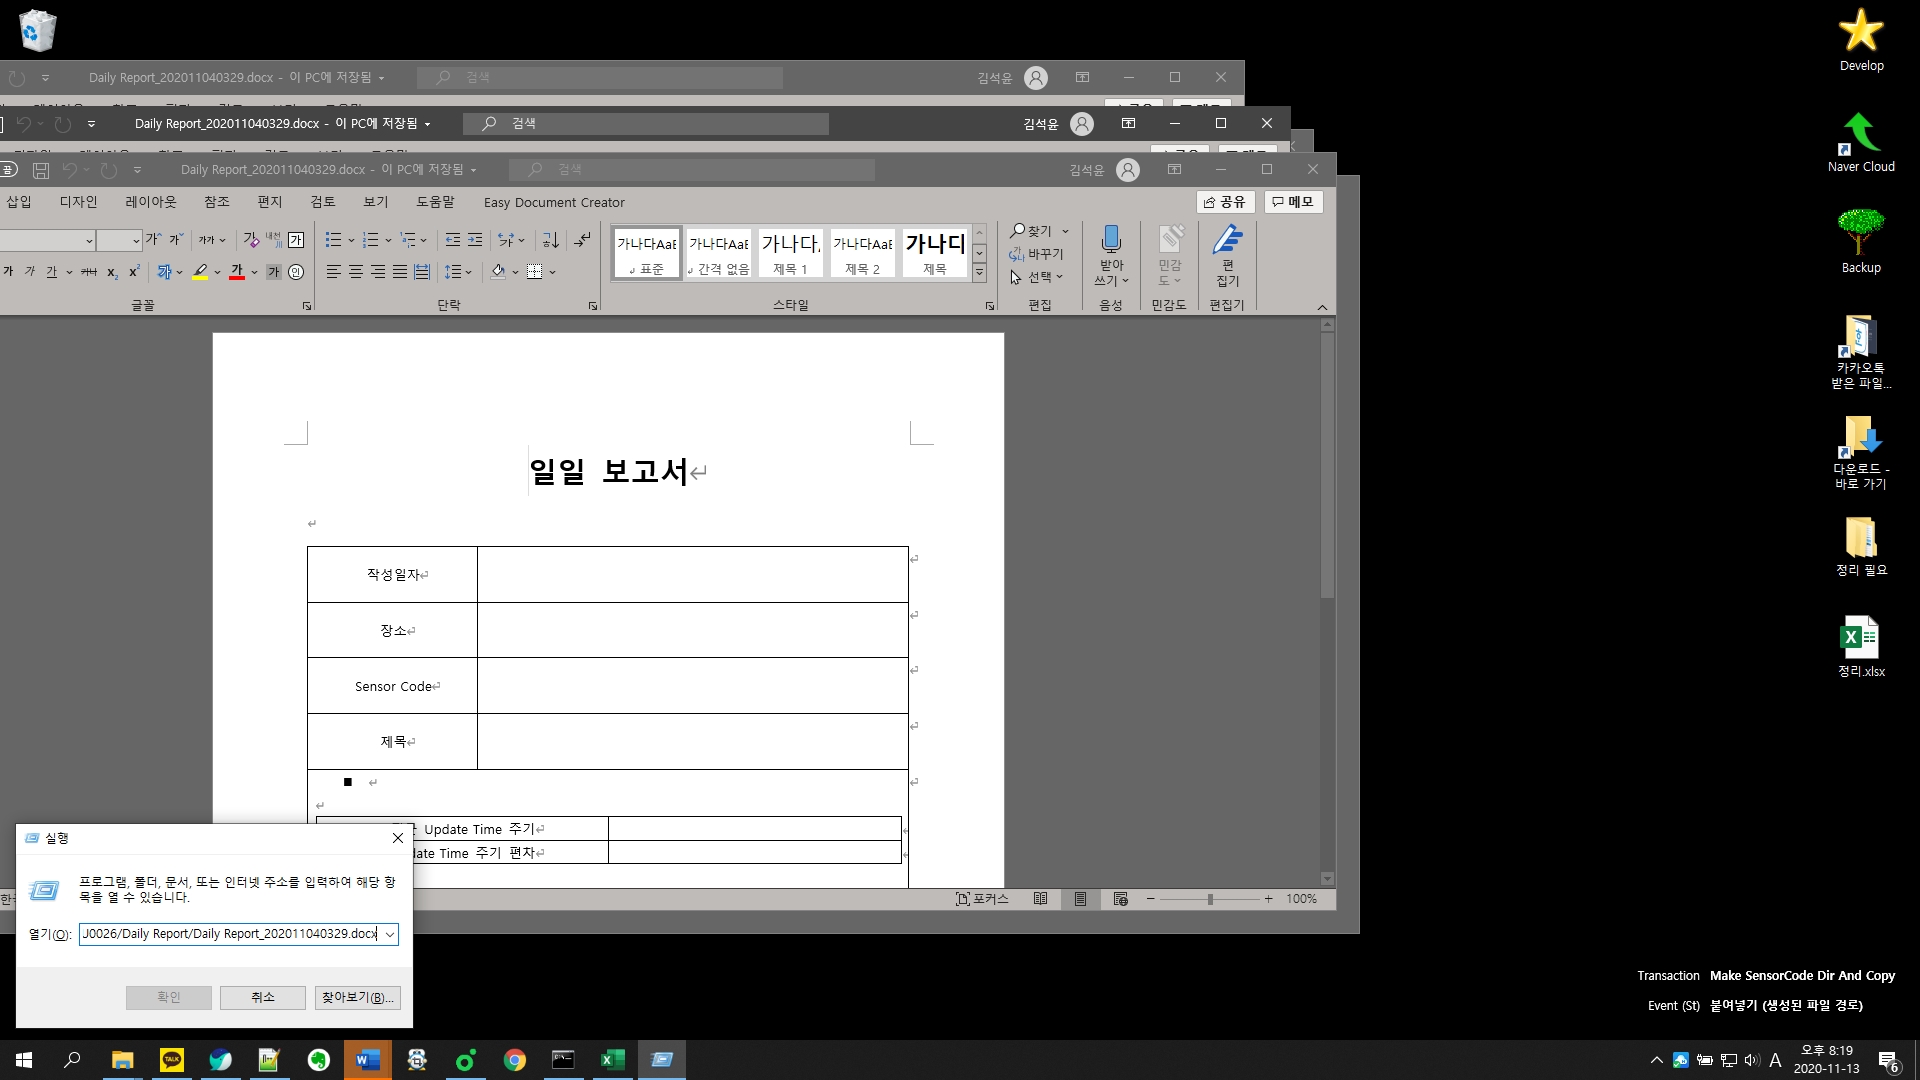 Daily Report_202011040329.docx - 이 PC에 저장됨
검색
김석윤
Daily Report_202011040329.docx - 이 PC에 저장됨
검색
김석윤
Daily Report_202011040329.docx - 이 PC에 저장됨
검색
김석윤
삽입 디자인 레이아웃 참조 편지 검토 보기 도움말 Easy Document Creator
공유
메모
가나다AaB
표준
가나다AaB
간격 없음
가나다
제목 1
가나다AaB
제목 2
가나다
제목
찾기
바꾸기
선택
받아
쓰기
민감
도
편
집기
글꼴
단락
스타일
편집
음성
민감도
편집기
일일 보고서
작성일자
장소
Sensor Code
제목
Update Time 주기
date Time 주기 편차
포커스
100%
실행
프로그램, 폴더, 문서, 또는 인터넷 주소를 입력하여 해당 항
목을 열 수 있습니다.
열기(O):
J0026/Daily Report/Daily Report_202011040329.docx
확인
취소
찾아보기(B)...
Develop
Naver Cloud
Backup
카카오톡
받은 파일...
다운로드 -
바로 가기
정리 필요
정리.xlsx
Transaction Make SensorCode Dir And Copy
Event (St) 붙여넣기 (생성된 파일 경로)
TALK
A
오후 8:19
2020-11-13
6